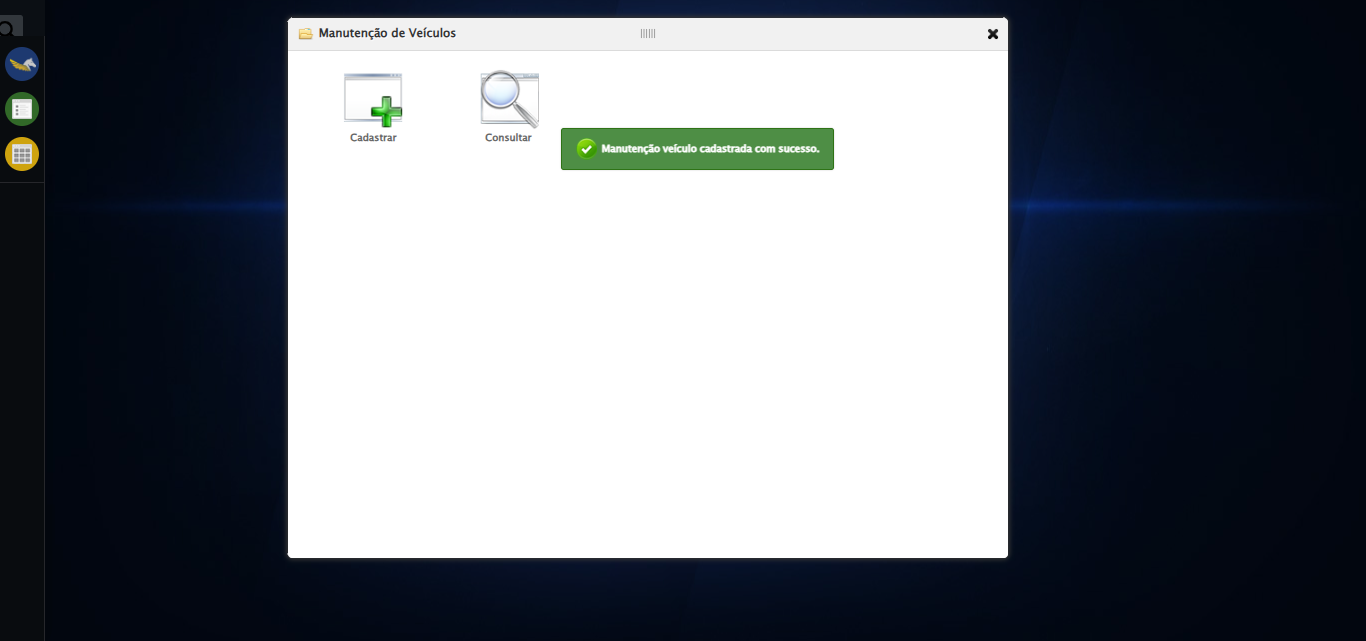 Manutenção de Veículos
Cadastrar
Consultar
Manutenção veículo cadastrada com sucesso.